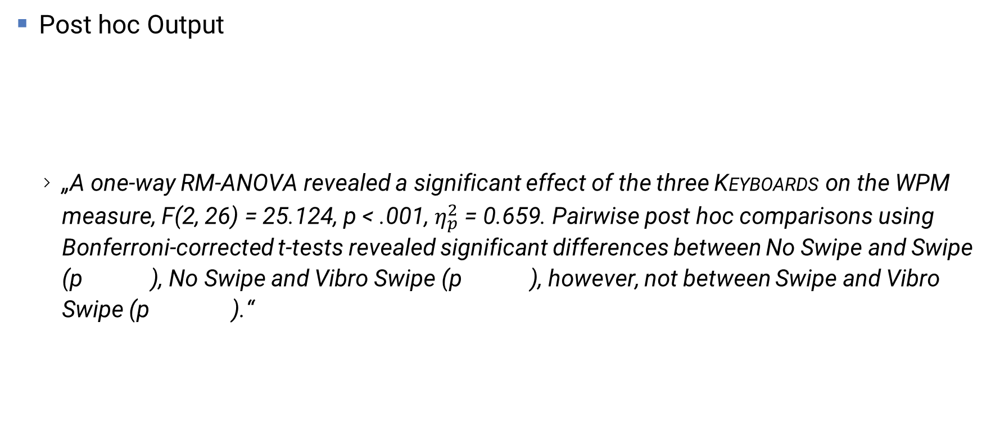 Post hoc Output
„A one-way RM-ANOVA revealed a significant effect of the three KEYBOARDS on the WPM
measure, F(2, 26) = 25.124, p < .001, η²ₚ = 0.659. Pairwise post hoc comparisons using
Bonferroni-corrected t-tests revealed significant differences between No Swipe and Swipe
(p ), No Swipe and Vibro Swipe (p ), however, not between Swipe and Vibro
Swipe (p ).“